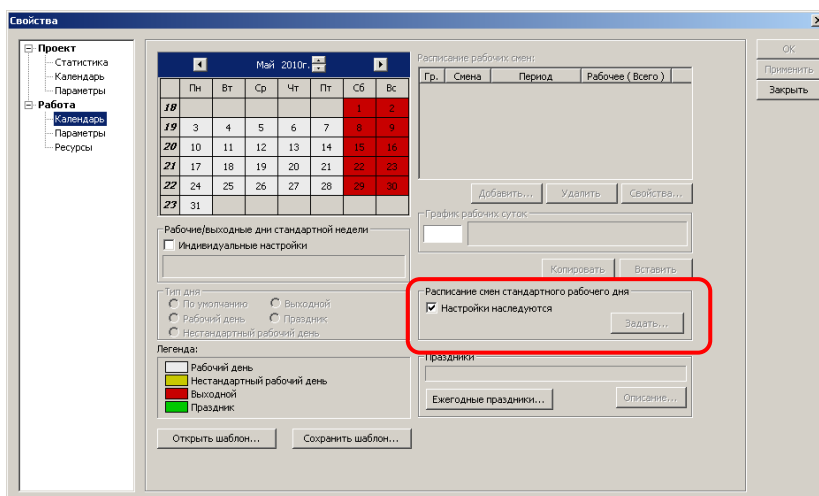 Свойства
Проект
Статистика
Календарь
Параметры
Работа
Календарь
Параметры
Ресурсы
Май 2010г.
Пн Вт Ср Чт Пт Сб Вс
18 1 2
19 3 4 5 6 7 8 9
20 10 11 12 13 14 15 16
21 17 18 19 20 21 22 23
22 24 25 26 27 28 29 30
23 31
Рабочие/выходные дни стандартной недели
Индивидуальные настройки
Тип дня
По умолчанию Выходной
Рабочий день Праздник
Нестандартный рабочий день
Легенда:
Рабочий день
Нестандартный рабочий день
Выходной
Праздник
Открыть шаблон... Сохранить шаблон...
Расписание рабочих смен:
Гр. Смена Период Рабочее ( Всего )
Добавить... Удалить Свойства...
График рабочих суток
Копировать Вставить
Расписание смен стандартного рабочего дня
Настройки наследуются
Задать...
Праздники
Ежегодные праздники... Описание...
OK
Применить
Закрыть